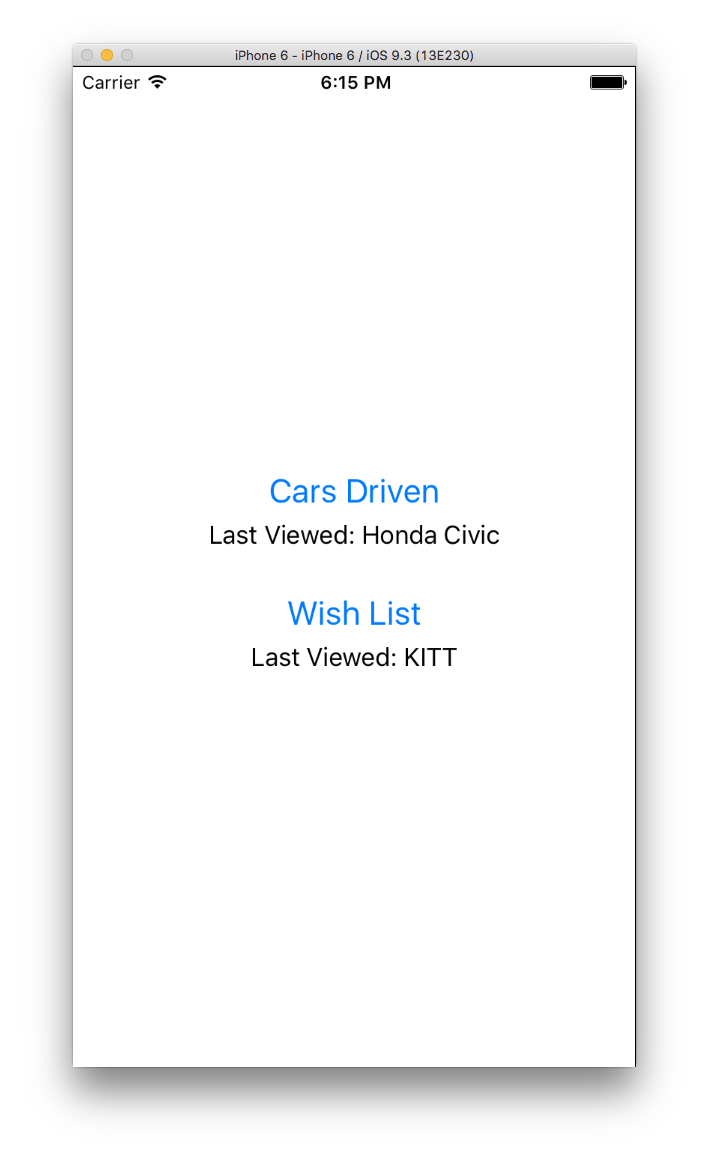 iPhone 6 - iPhone 6 / iOS 9.3 (13E230)
Carrier 6:15 PM
Cars Driven
Last Viewed: Honda Civic
Wish List
Last Viewed: KITT